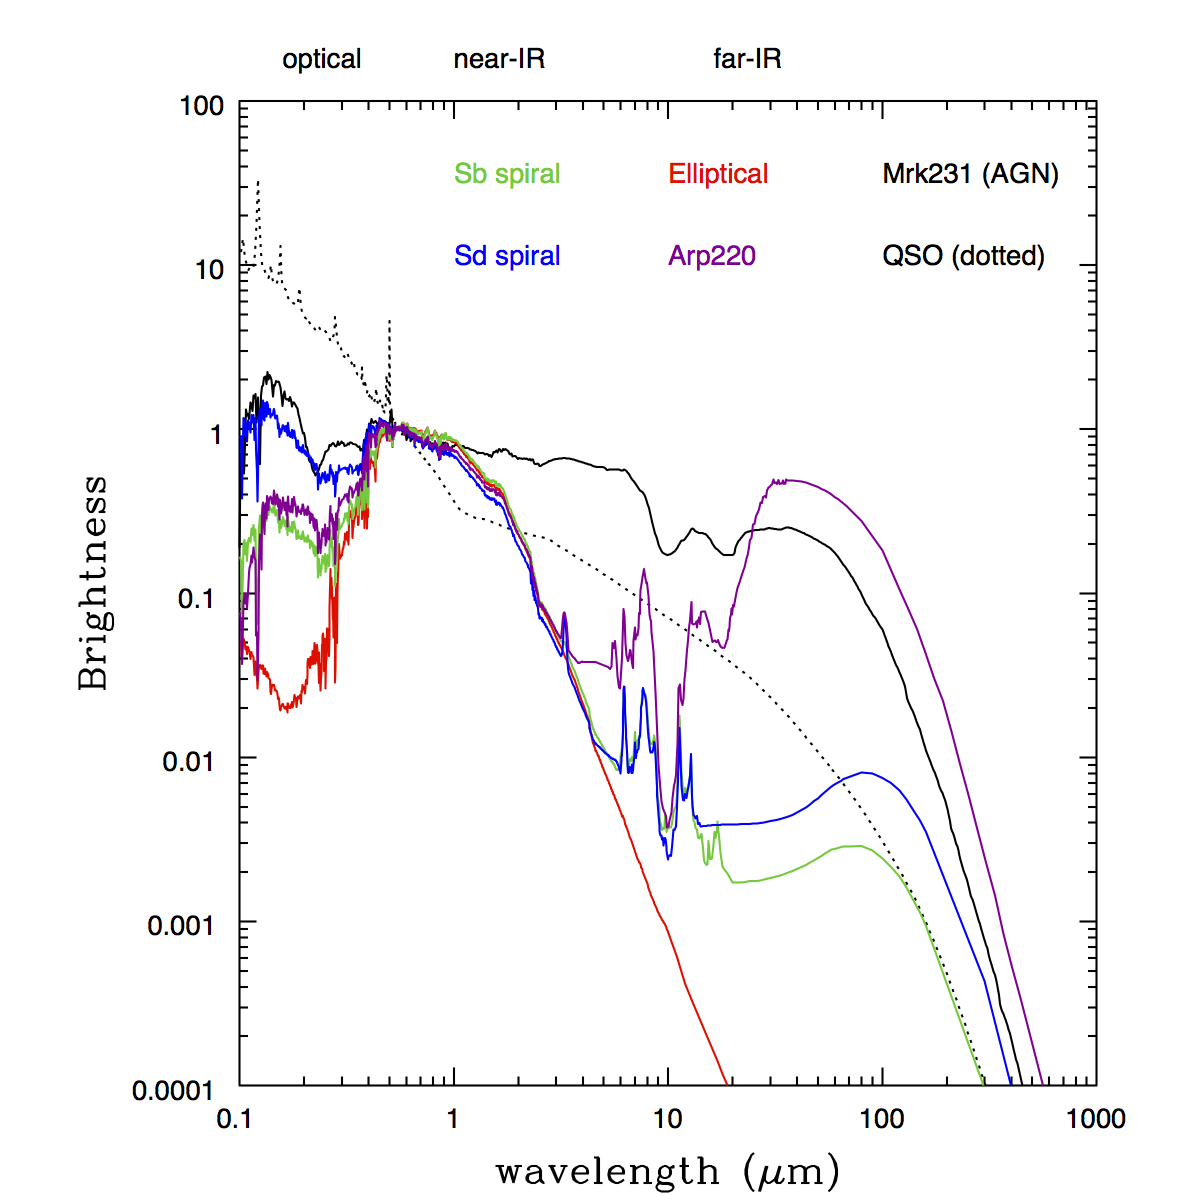 optical near-IR far-IR
100
Sb spiral Elliptical Mrk231 (AGN)
Sd spiral Arp220 QSO (dotted)
10
1
0.1
0.01
0.001
0.0001
Brightness
0.1 1 10 100 1000
wavelength (μm)